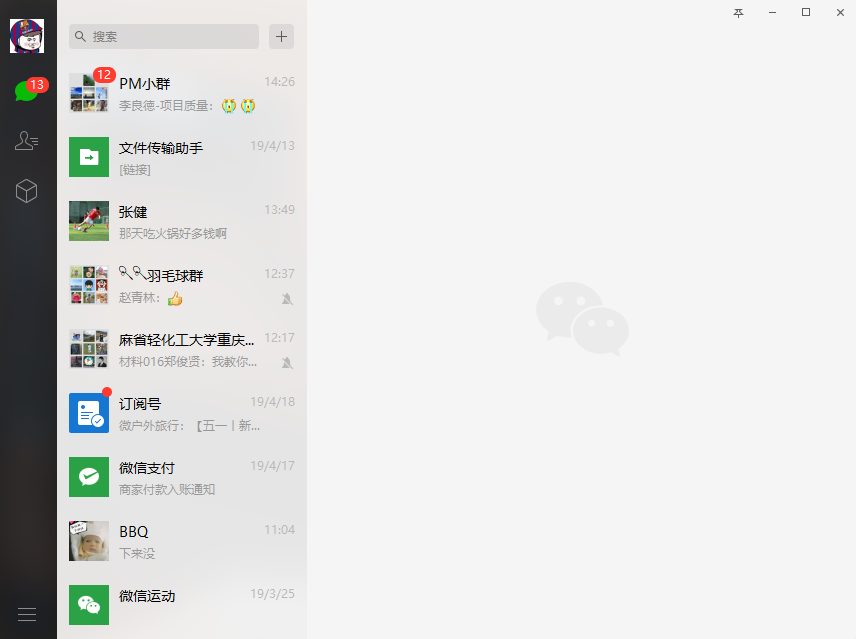 搜索
13
12
PM小群
14:26
李良德-项目质量：
文件传输助手
19/4/13
[链接]
张健
13:49
那天吃火锅好多钱啊
羽毛球群
12:37
赵青林：
麻省轻化工大学重庆...
12:17
材料016郑俊贤：我教你...
订阅号
19/4/18
微户外旅行：【五一丨新...
微信支付
19/4/17
商家付款入账通知
BBQ
11:04
下来没
微信运动
19/3/25